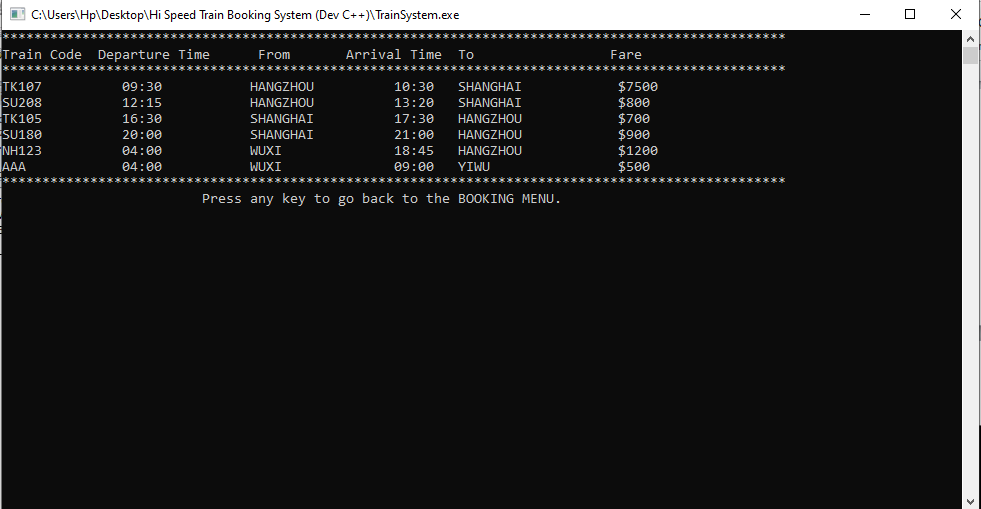 C:\Users\Hp\Desktop\Hi Speed Train Booking System (Dev C++)\TrainSystem.exe
**************************************************************************************************
Train Code  Departure Time      From       Arrival Time  To                 Fare
**************************************************************************************************
TK107          09:30           HANGZHOU          10:30   SHANGHAI            $7500
SU208          12:15           HANGZHOU          13:20   SHANGHAI            $800
TK105          16:30           SHANGHAI          17:30   HANGZHOU            $700
SU180          20:00           SHANGHAI          21:00   HANGZHOU            $900
NH123          04:00           WUXI              18:45   HANGZHOU            $1200
AAA            04:00           WUXI              09:00   YIWU                $500
**************************************************************************************************
Press any key to go back to the BOOKING MENU.